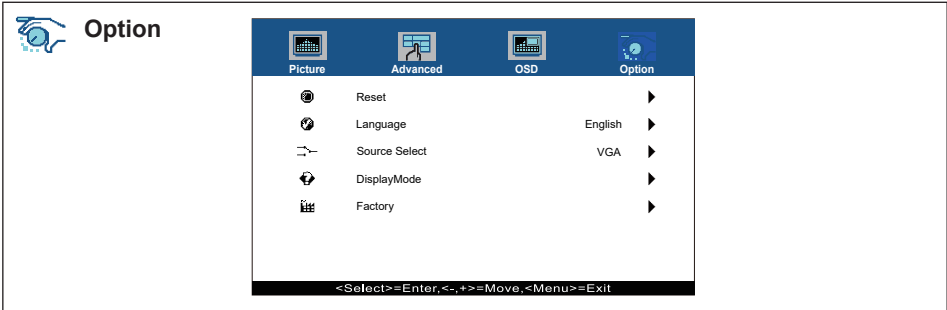 Option
Picture Advanced OSD Option
Reset
Language English
Source Select VGA
DisplayMode
Factory
<Select>=Enter,<-,+>=Move,<Menu>=Exit